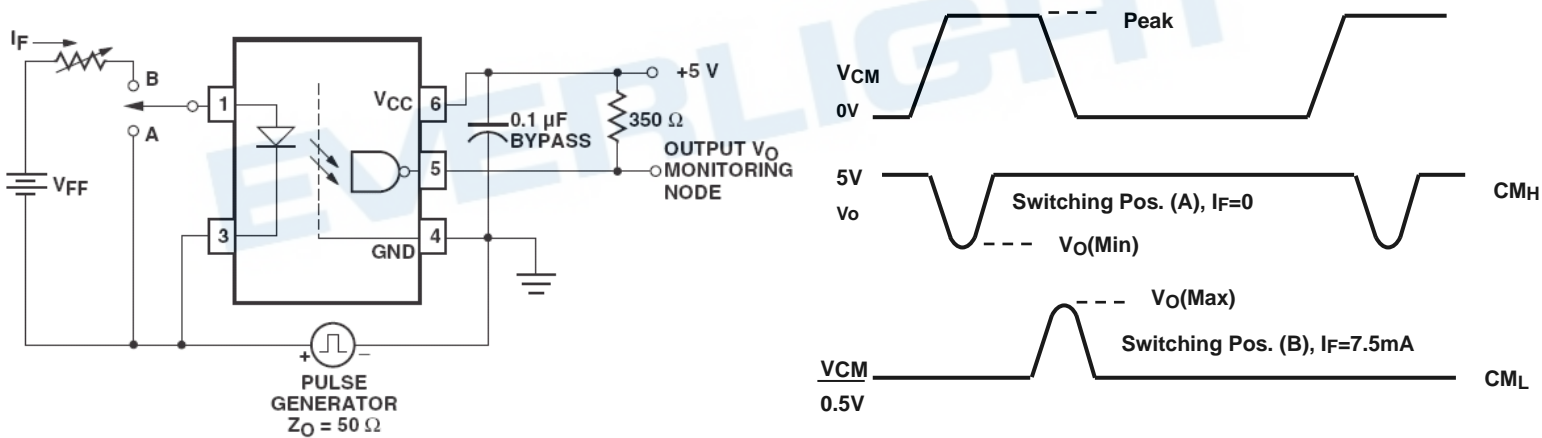 EVERLIGHT
IF
B
A
VFF
1
3
VCC
6
5
GND
4
+5 V
0.1 µF
BYPASS
350 Ω
OUTPUT VO
MONITORING
NODE
+
–
PULSE
GENERATOR
ZO = 50 Ω
Peak
VCM
0V
5V
Vo
Switching Pos. (A), IF=0
CMH
VO(Min)
VO(Max)
Switching Pos. (B), IF=7.5mA
VCM
0.5V
CML